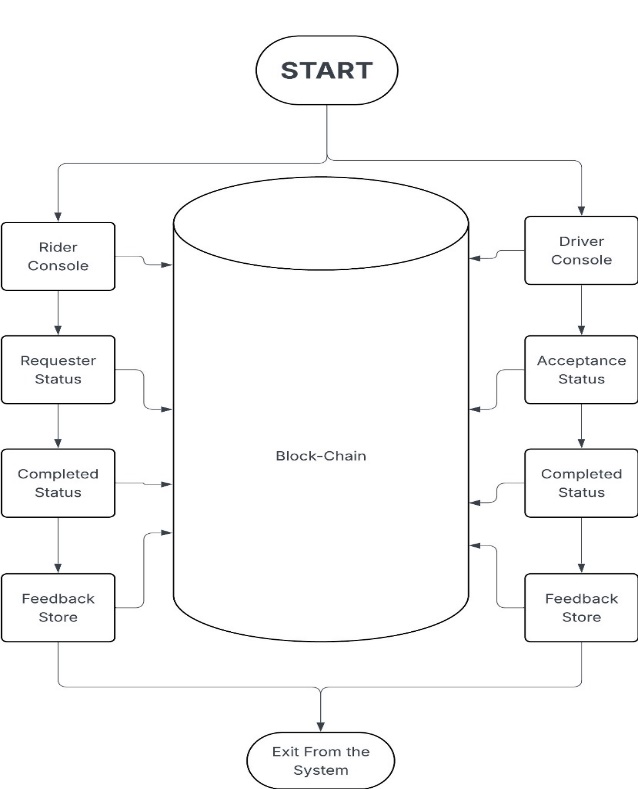 START
Rider
Console
Driver
Console
Requester
Status
Acceptance
Status
Block-Chain
Completed
Status
Completed
Status
Feedback
Store
Feedback
Store
Exit From the
System